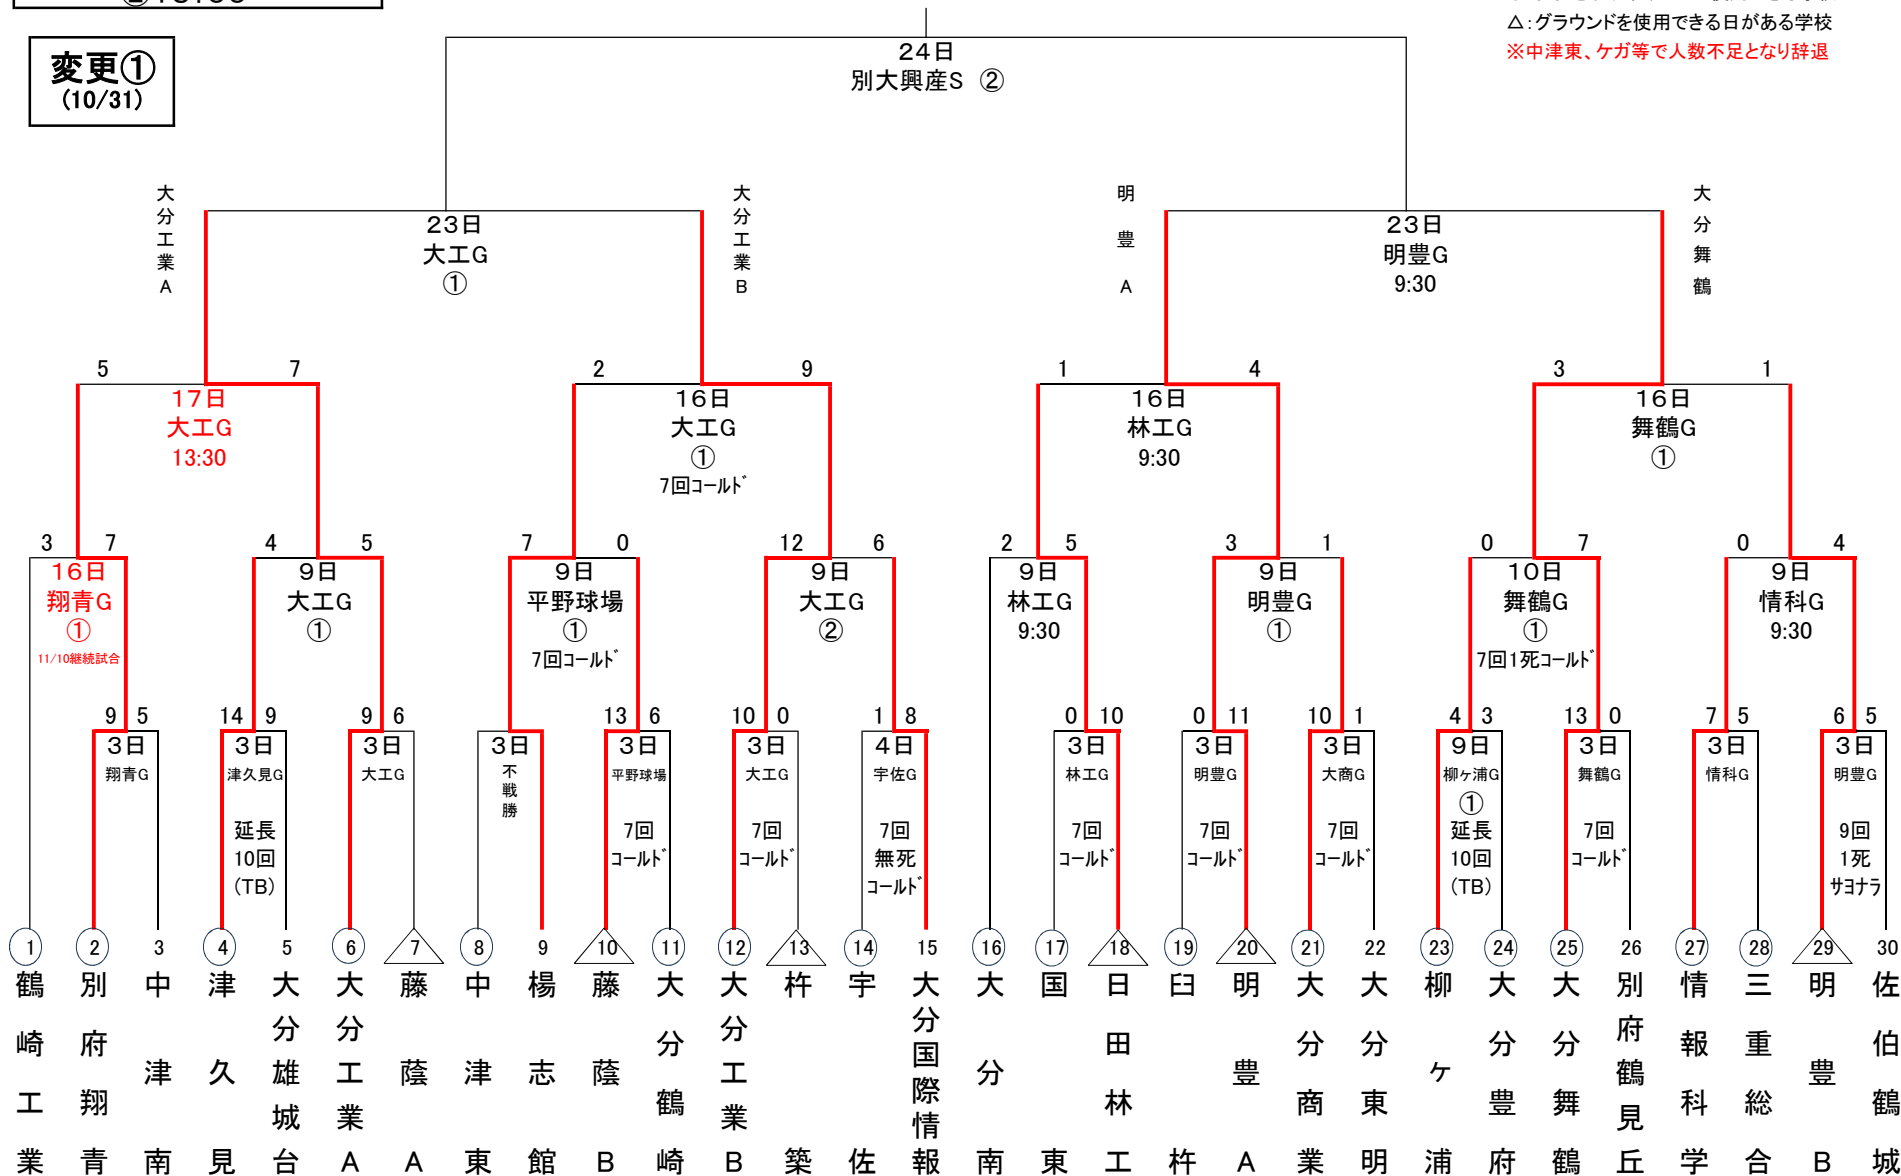 変更①
(10/31)
△:グラウンドを使用できる日がある学校
※中津東、ケガ等で人数不足となり辞退
24日
別大興産S ②
大分工業A
大分工業B
明豊A
大分舞鶴
23日
大工G
①
23日
明豊G
9:30
5 7 2 9 1 4 3 1
17日
大工G
13:30
16日
大工G
①
7回コールド
16日
林工G
9:30
16日
舞鶴G
①
3 7 4 5 7 0 12 6 2 5 3 1 0 7 0 4
16日
翔青G
①
11/10継続試合
9日
大工G
①
9日
平野球場
①
7回コールド
9日
大工G
②
9日
林工G
9:30
9日
明豊G
①
10日
舞鶴G
①
7回1死コールド
9日
情科G
9:30
9 5 14 9 9 6 13 6 10 0 1 8 0 10 0 11 10 1 4 3 13 0 7 5 6 5
3日
翔青G
3日
津久見G
延長
10回
(TB)
3日
大工G
3日
不戦勝
3日
平野球場
7回
コールド
3日
大工G
7回
コールド
4日
宇佐G
7回
無死
コールド
3日
林工G
7回
コールド
3日
明豊G
7回
コールド
3日
大商G
7回
コールド
9日
柳ヶ浦G
①
延長
10回
(TB)
3日
舞鶴G
7回
コールド
3日
情科G
3日
明豊G
9回
1死
サヨナラ
1 2 3 4 5 6 7 8 9 10 11 12 13 14 15 16 17 18 19 20 21 22 23 24 25 26 27 28 29 30
鶴崎工業
別府翔青
中津南
津久見
大分雄城台
大分工業A
藤蔭A
中津東
楊志館
藤蔭B
大分鶴崎
大分工業B
杵築
宇佐
大分国際情報
大分南
国東
日田林工
臼杵
明豊A
大分商業
大分東明
柳ケ浦
大分豊府
大分舞鶴
別府鶴見丘
情報科学
三重総合
明豊B
佐伯鶴城